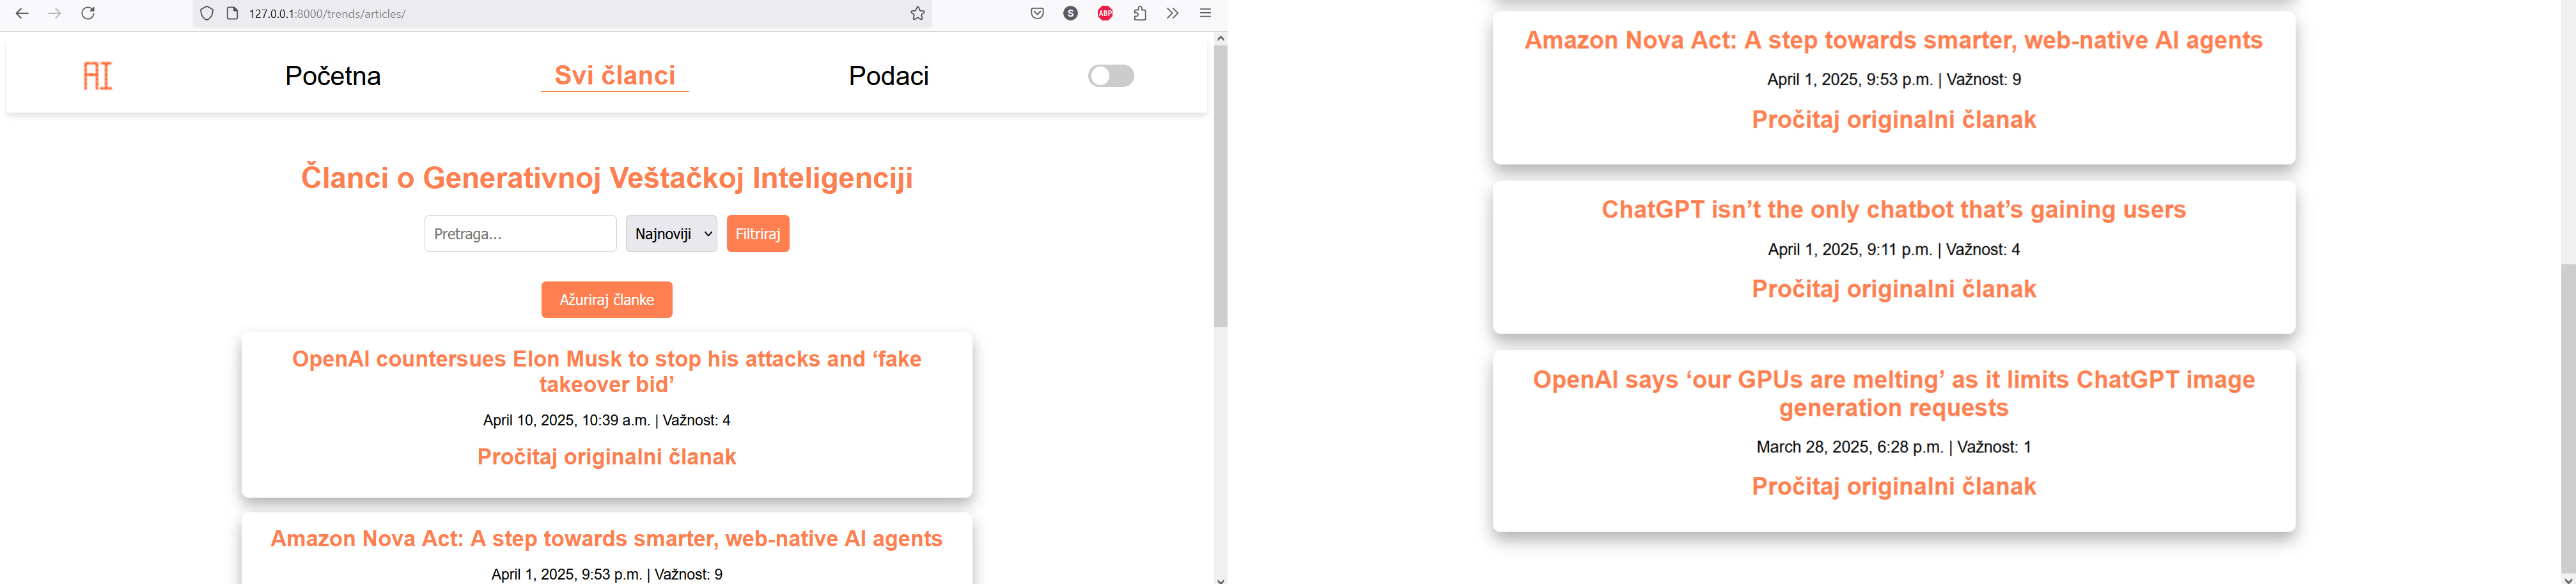 127.0.0.1:8000/trends/articles/
S
ABP
AI
Početna
Svi članci
Podaci
Članci o Generativnoj Veštačkoj Inteligenciji
Pretraga...
Najnoviji
Filtriraj
Ažuriraj članke
OpenAI countersues Elon Musk to stop his attacks and ‘fake
takeover bid’
April 10, 2025, 10:39 a.m. | Važnost: 4
Pročitaj originalni članak
Amazon Nova Act: A step towards smarter, web-native AI agents
April 1, 2025, 9:53 p.m. | Važnost: 9
Amazon Nova Act: A step towards smarter, web-native AI agents
April 1, 2025, 9:53 p.m. | Važnost: 9
Pročitaj originalni članak
ChatGPT isn’t the only chatbot that’s gaining users
April 1, 2025, 9:11 p.m. | Važnost: 4
Pročitaj originalni članak
OpenAI says ‘our GPUs are melting’ as it limits ChatGPT image
generation requests
March 28, 2025, 6:28 p.m. | Važnost: 1
Pročitaj originalni članak